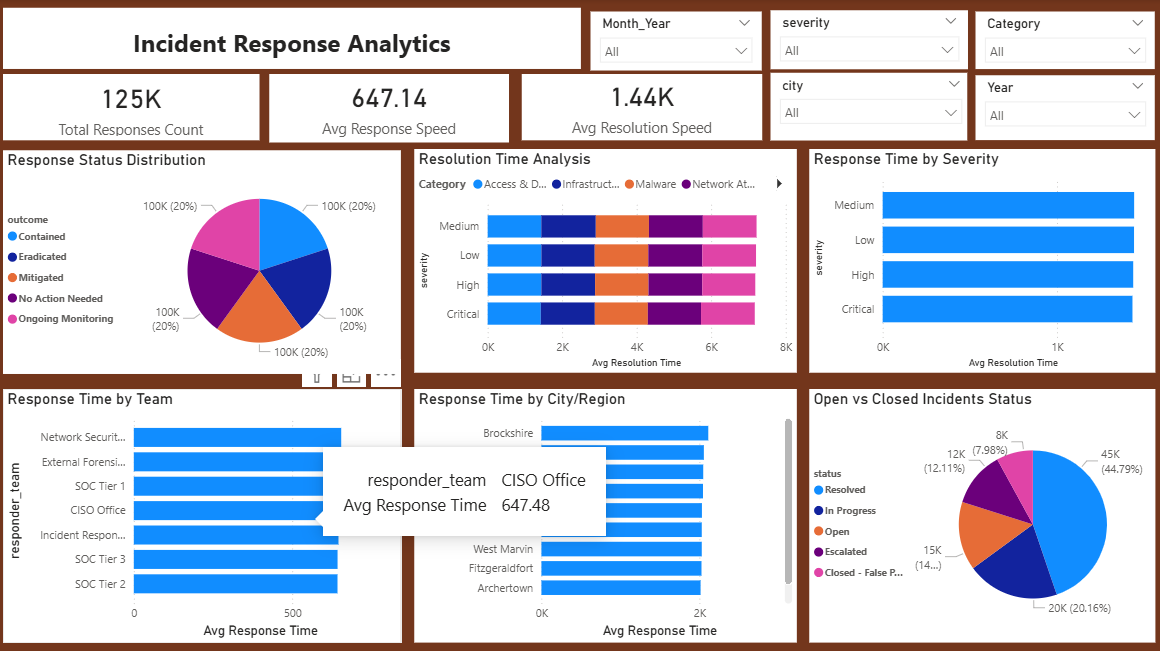 Incident Response Analytics
Month_Year
All
severity
All
Category
All
125K
Total Responses Count
647.14
Avg Response Speed
1.44K
Avg Resolution Speed
city
All
Year
All
Response Status Distribution
outcome
Contained
Eradicated
Mitigated
No Action Needed
Ongoing Monitoring
100K (20%)
100K (20%)
100K
(20%)
100K
(20%)
100K (20%)
Resolution Time Analysis
Category
Access & D...
Infrastruct...
Malware
Network At...
severity
Medium
Low
High
Critical
0K
2K
4K
6K
8K
Avg Resolution Time
Response Time by Severity
severity
Medium
Low
High
Critical
0K
1K
Avg Resolution Time
Response Time by Team
responder_team
Network Securit...
External Forensi...
SOC Tier 1
CISO Office
Incident Respon...
SOC Tier 3
SOC Tier 2
0
500
Avg Response Time
responder_team CISO Office
Avg Response Time 647.48
Response Time by City/Region
Brockshire
West Marvin
Fitzgeraldfort
Archertown
0K
2K
Avg Response Time
Open vs Closed Incidents Status
status
Resolved
In Progress
Open
Escalated
Closed - False P...
8K
(7.98%)
12K
(12.11%)
15K
(14...)
45K
(44.79%)
20K (20.16%)